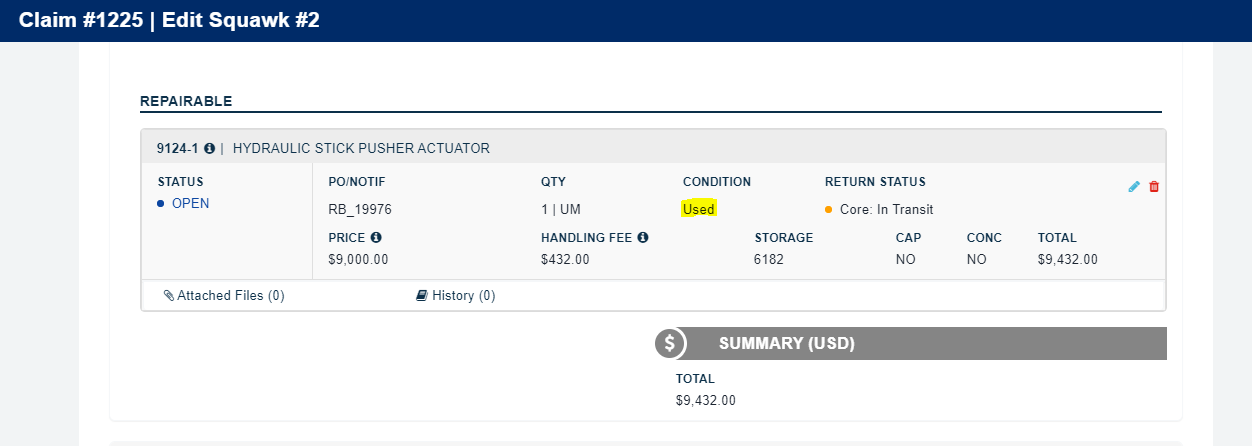 Claim #1225 | Edit Squawk #2
REPAIRABLE
9124-1 | HYDRAULIC STICK PUSHER ACTUATOR
STATUS PO/NOTIF QTY CONDITION RETURN STATUS
OPEN RB_19976 1 | UM Used Core: In Transit
PRICE HANDLING FEE STORAGE CAP CONC TOTAL
$9,000.00 $432.00 6182 NO NO $9,432.00
Attached Files (0) History (0)
$ SUMMARY (USD)
TOTAL
$9,432.00